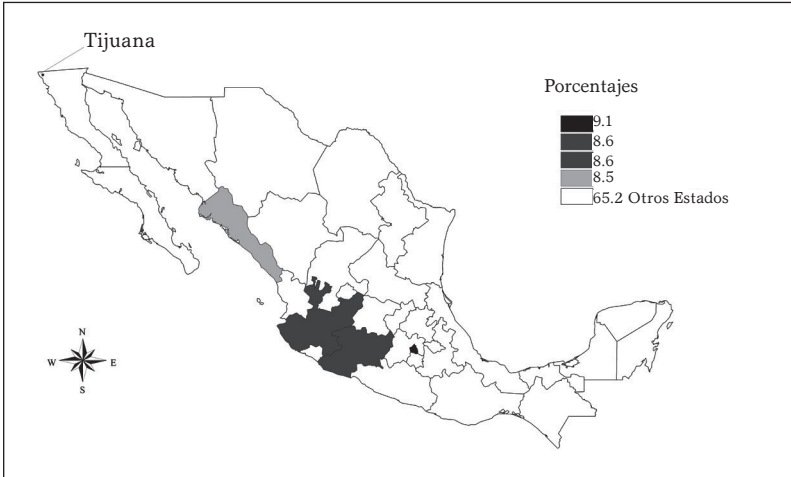 Tijuana
Porcentajes
9.1
8.6
8.6
8.5
65.2 Otros Estados
N
W E
S